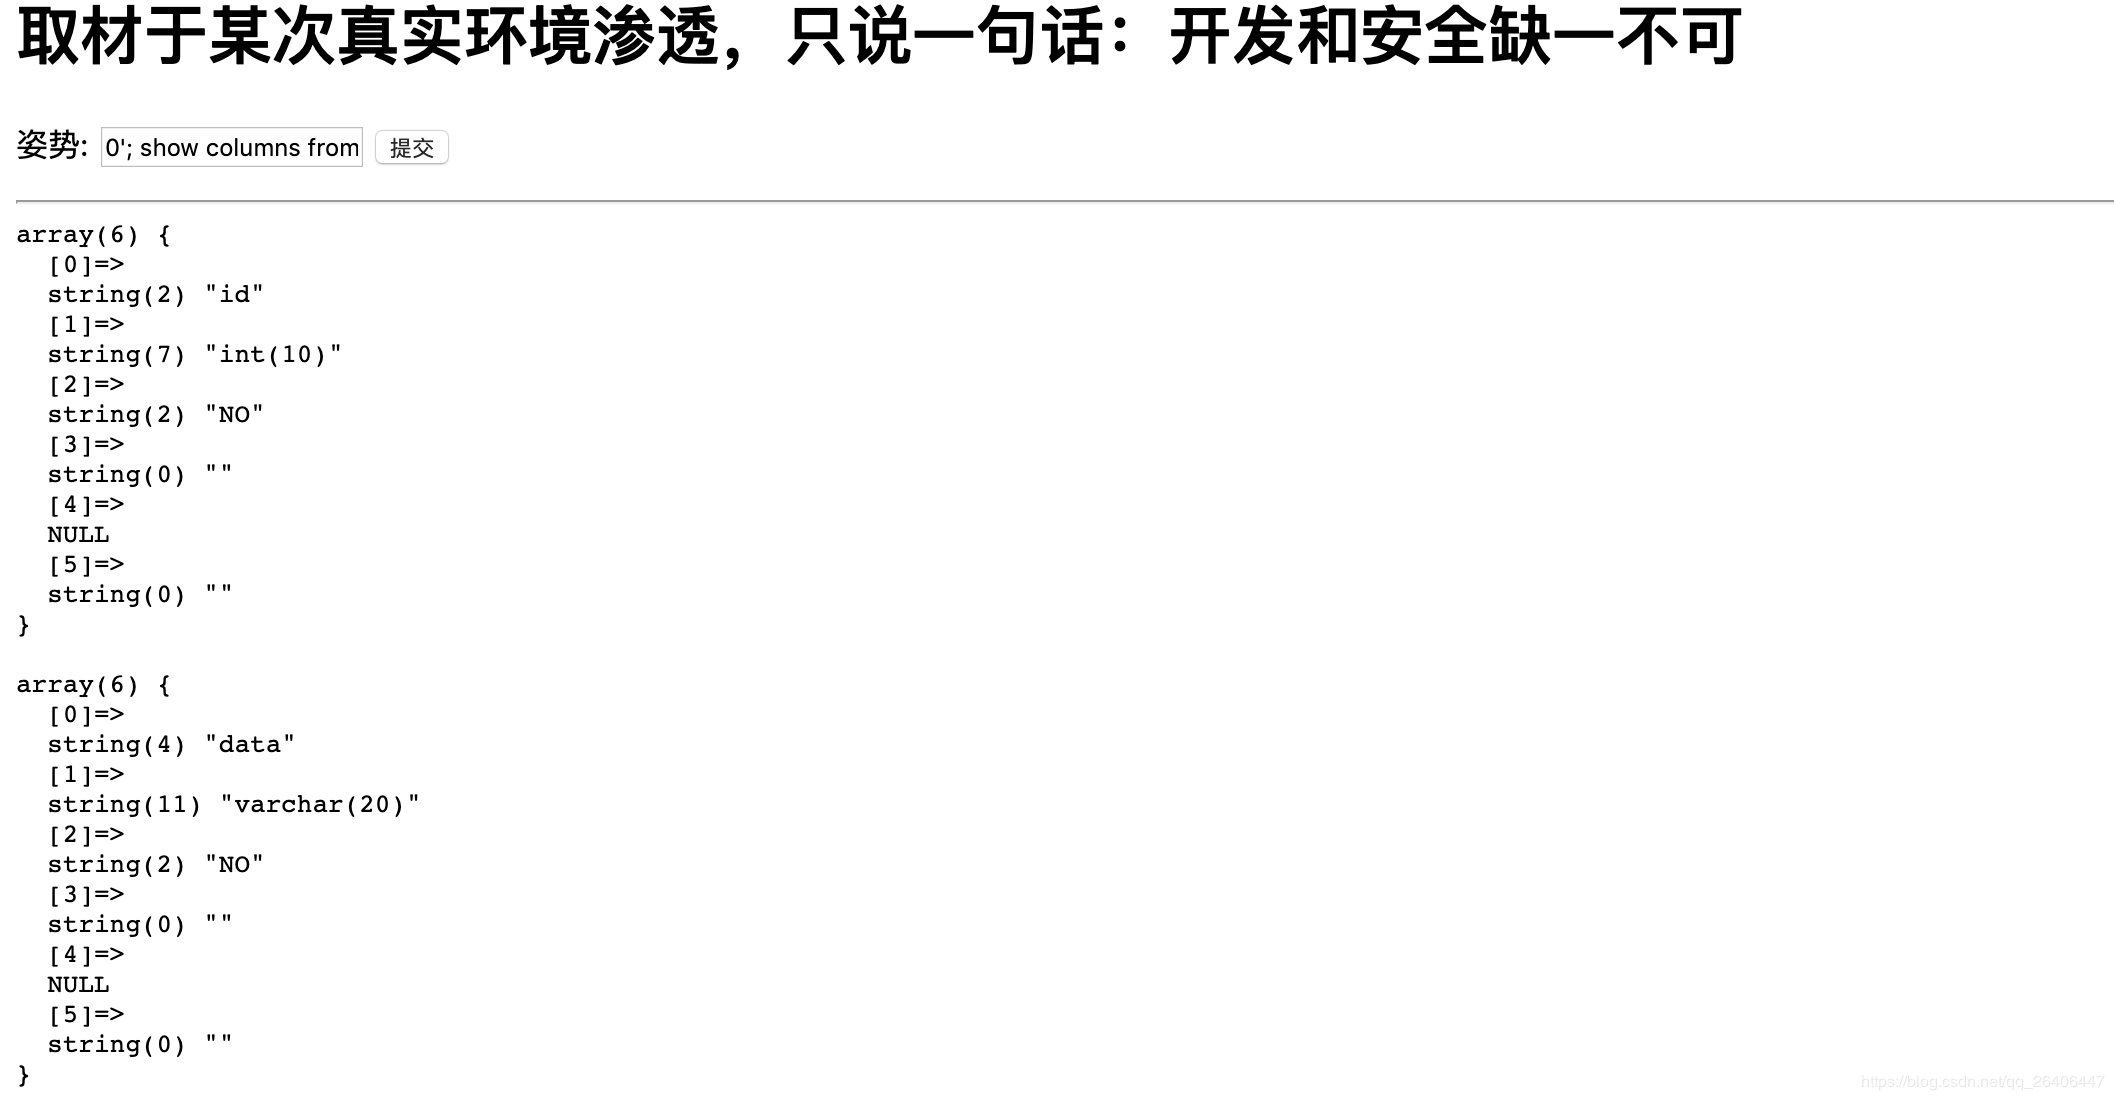 取材于某次真实环境渗透，只说一句话：开发和安全缺一不可
姿势: 0'; show columns from 提交
array(6) {
  [0]=>
  string(2) "id"
  [1]=>
  string(7) "int(10)"
  [2]=>
  string(2) "NO"
  [3]=>
  string(0) ""
  [4]=>
  NULL
  [5]=>
  string(0) ""
}
array(6) {
  [0]=>
  string(4) "data"
  [1]=>
  string(11) "varchar(20)"
  [2]=>
  string(2) "NO"
  [3]=>
  string(0) ""
  [4]=>
  NULL
  [5]=>
  string(0) ""
}
https://blog.csdn.net/qq_26406447